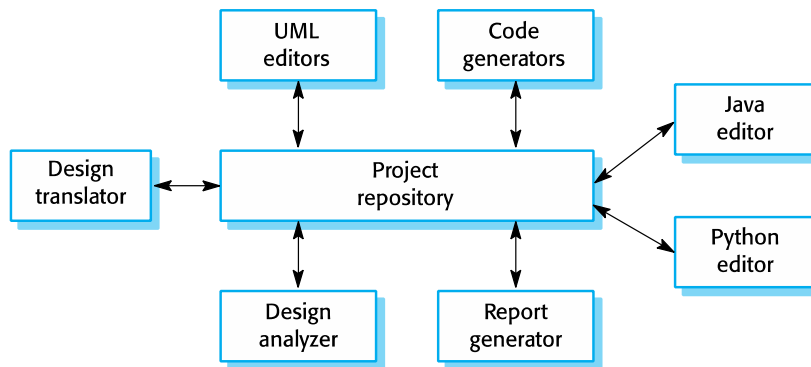 UML
editors
Code
generators
Java
editor
Design
translator
Project
repository
Python
editor
Design
analyzer
Report
generator